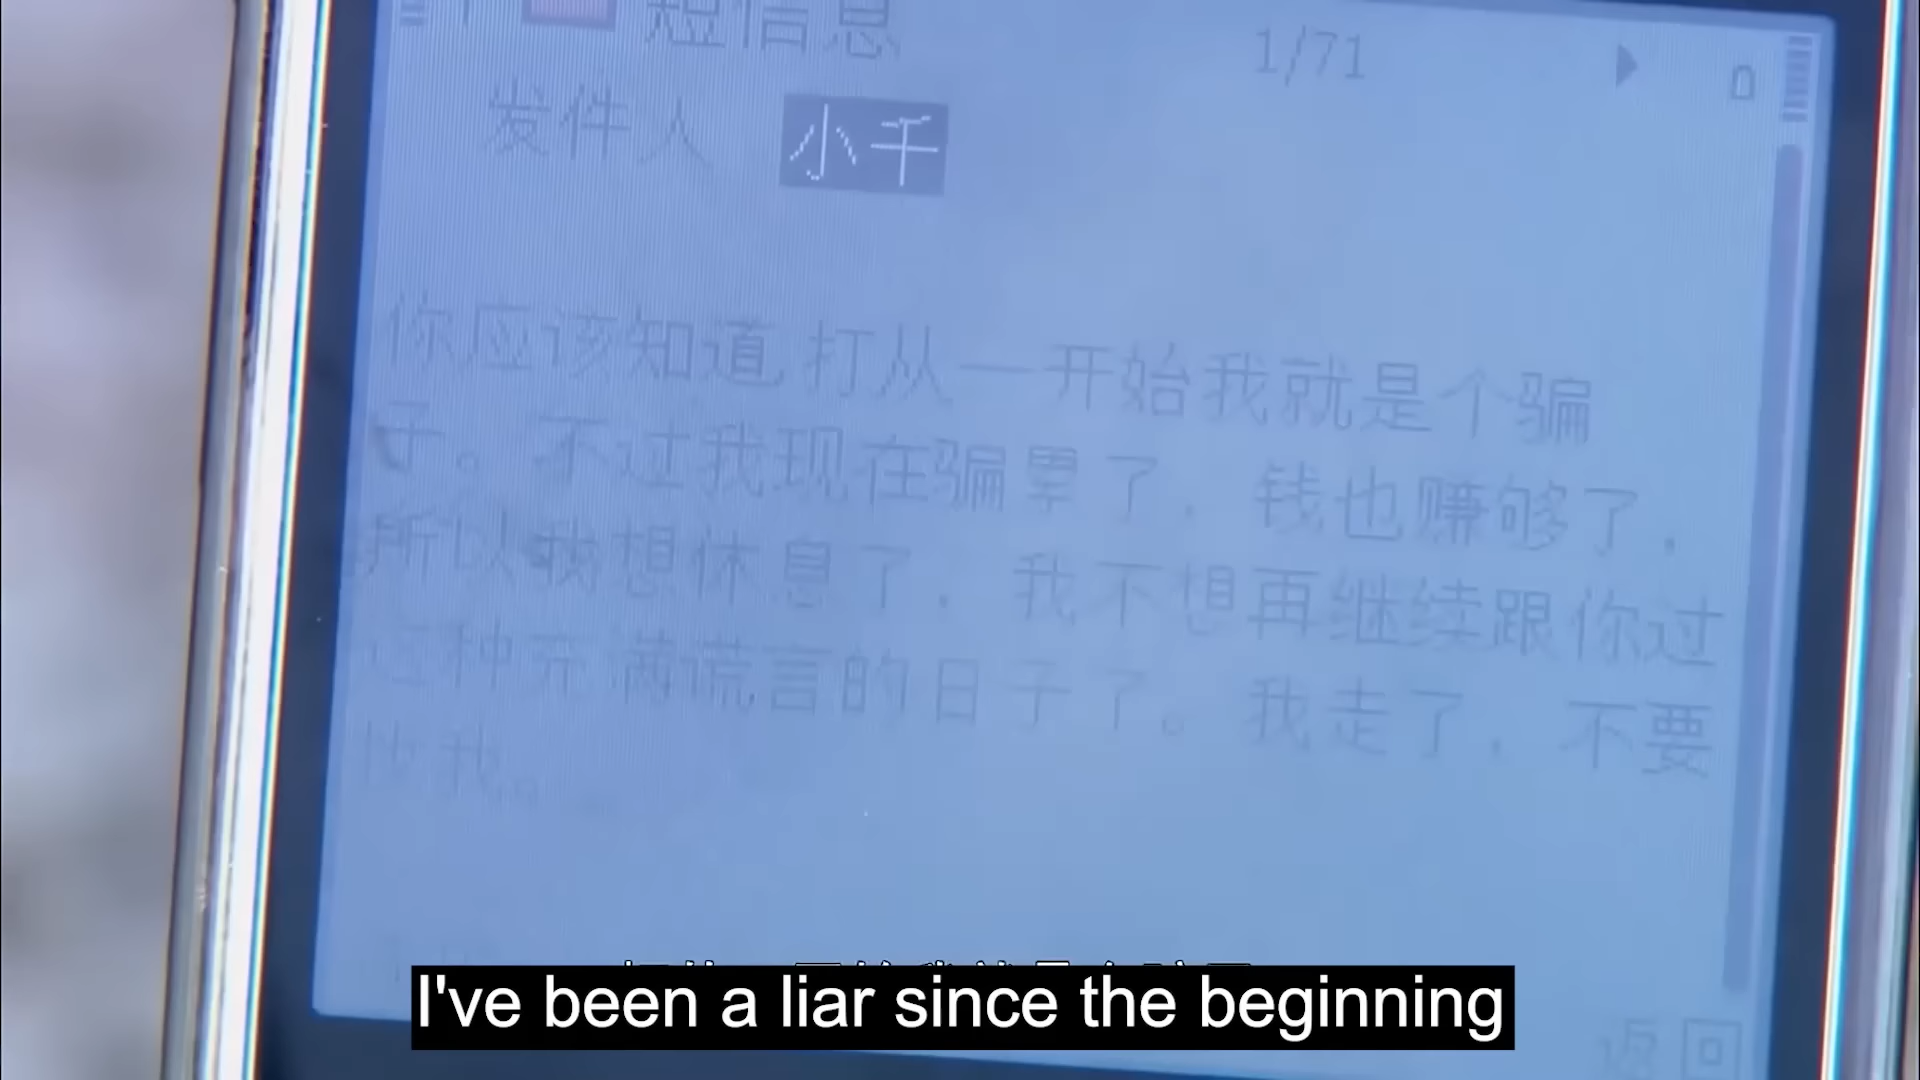 短信息 1/71
发件人 小千
你应该知道,打从一开始我就是个骗
子。不过我现在骗累了,钱也赚够了,
所以我想休息了,我不想再继续跟你过
这种充满谎言的日子了。我走了,不要
找我。
I've been a liar since the beginning
返回